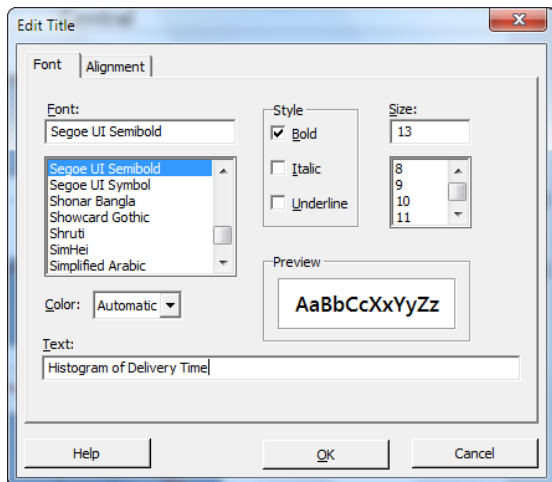 Edit Title
Font
Alignment
Font:
Segoe UI Semibold
Segoe UI Semibold
Segoe UI Symbol
Shonar Bangla
Showcard Gothic
Shruti
SimHei
Simplified Arabic
Style
Bold
Italic
Underline
Size:
13
8
9
10
11
Color:
Automatic
Preview
AaBbCcXxYyZz
Text:
Histogram of Delivery Time
Help
OK
Cancel